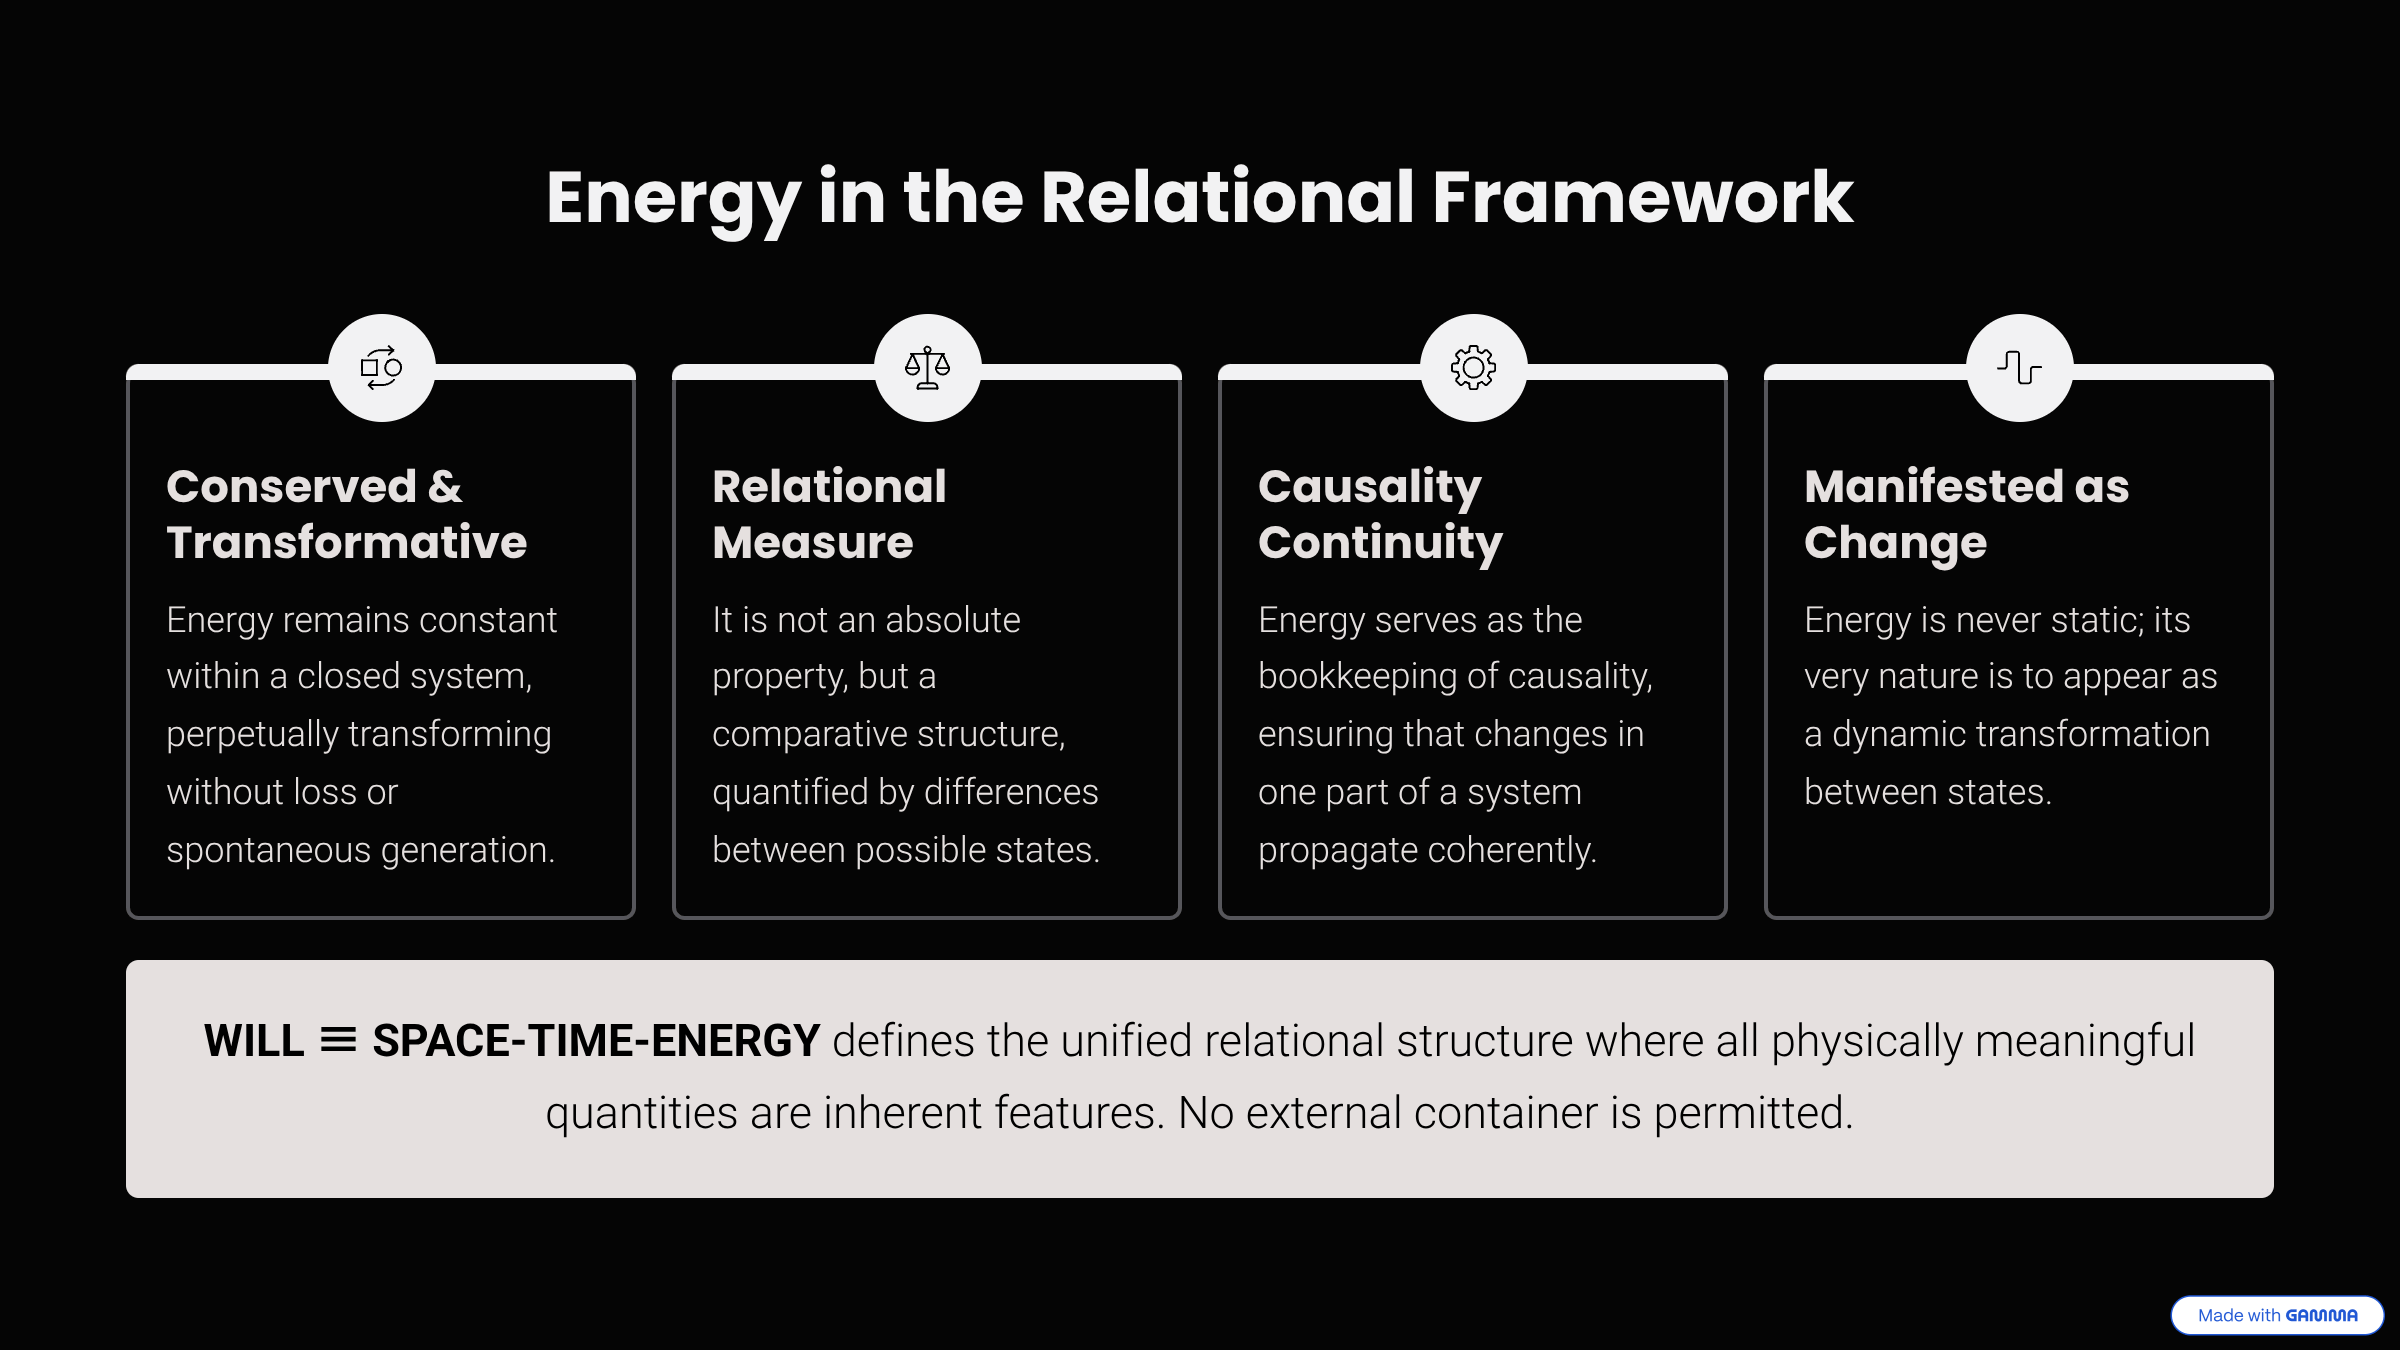 Energy in the Relational Framework
Conserved &
Transformative
Energy remains constant
within a closed system,
perpetually transforming
without loss or
spontaneous generation.
Relational
Measure
It is not an absolute
property, but a
comparative structure,
quantified by differences
between possible states.
Causality
Continuity
Energy serves as the
bookkeeping of causality,
ensuring that changes in
one part of a system
propagate coherently.
Manifested as
Change
Energy is never static; its
very nature is to appear as
a dynamic transformation
between states.
WILL ≡ SPACE-TIME-ENERGY defines the unified relational structure where all physically meaningful
quantities are inherent features. No external container is permitted.
Made with GAMMA